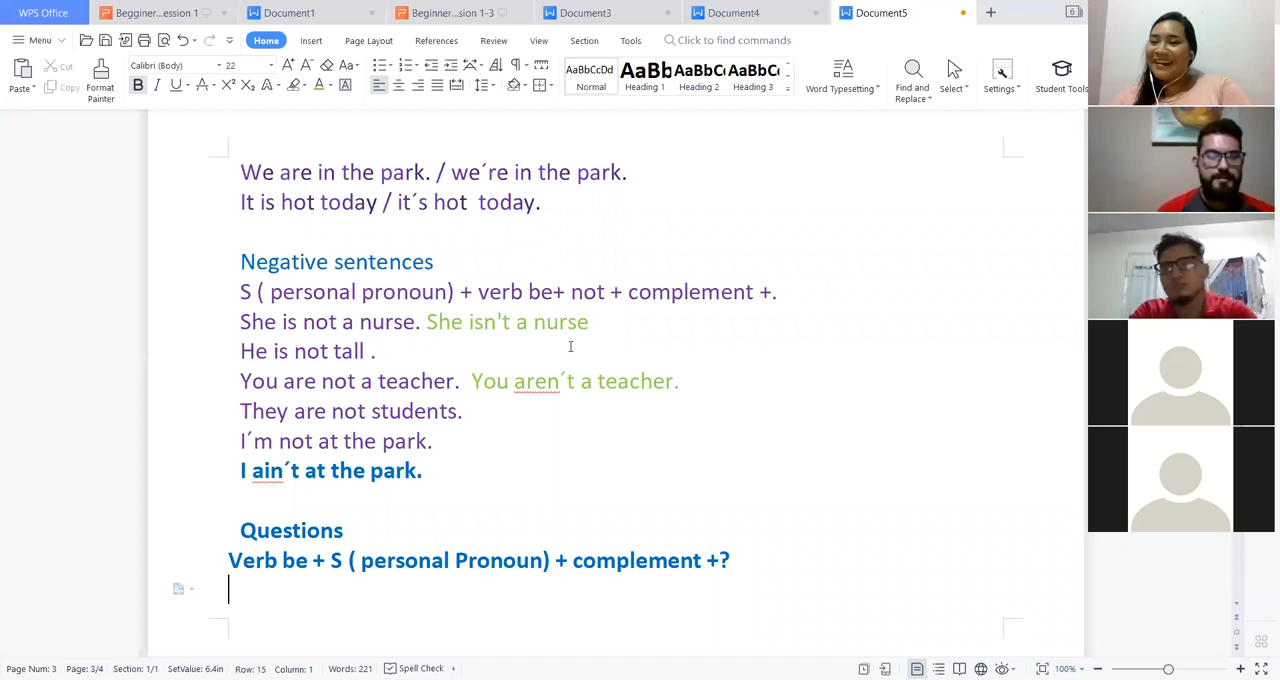 WPS Office
Begginer...ession 1
Document1
Beginner...sion 1-3
Document3
Document4
Document5
6
Menu
Home
Insert
Page Layout
References
Review
View
Section
Tools
Click to find commands
Paste
Cut
Copy
Format Painter
Calibri (Body)
22
AaBbCcDd
Normal
AaBb
Heading 1
AaBbCc
Heading 2
AaBbCc
Heading 3
Word Typesetting
Find and Replace
Select
Settings
Student Tools
We are in the park. / we´re in the park.
It is hot today / it´s hot today.
Negative sentences
S ( personal pronoun) + verb be+ not + complement +.
She is not a nurse. She isn't a nurse
He is not tall .
You are not a teacher. You aren´t a teacher.
They are not students.
I´m not at the park.
I ain´t at the park.
Questions
Verb be + S ( personal Pronoun) + complement +?
Page Num: 3 Page: 3/4 Section: 1/1 SetValue: 6.4in Row: 15 Column: 1 Words: 221 Spell Check 100%